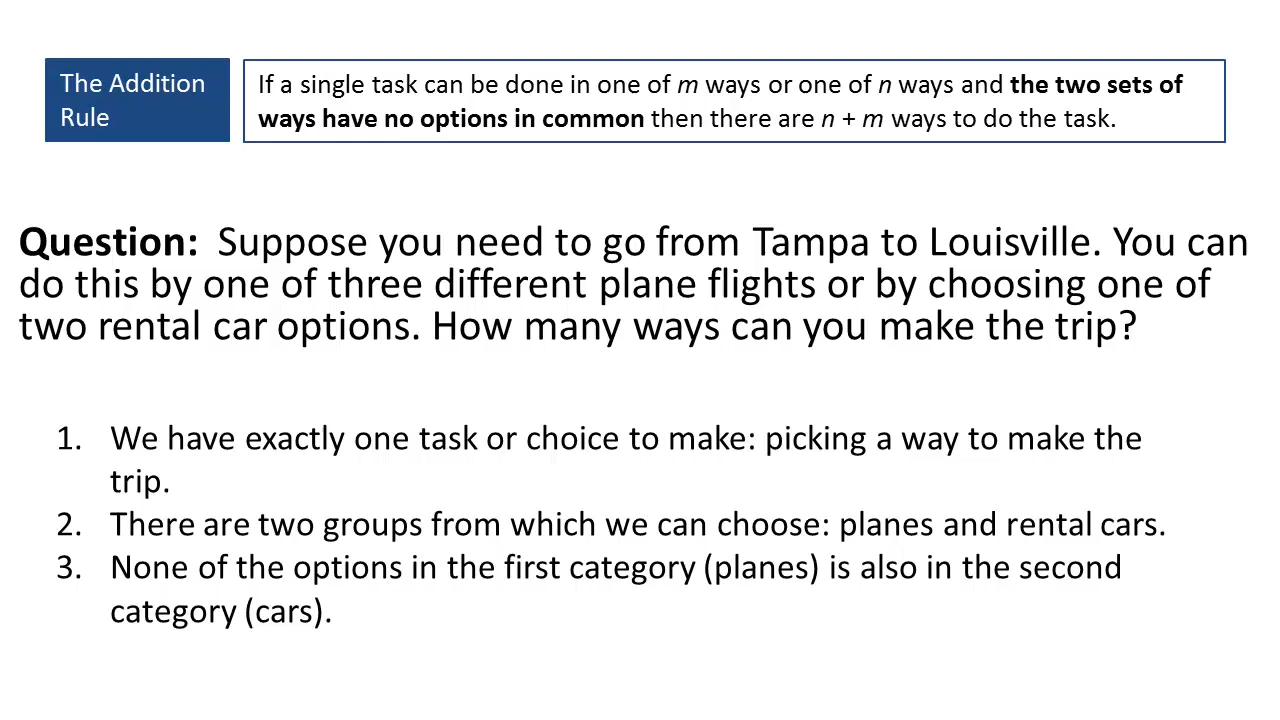 The Addition
Rule
If a single task can be done in one of m ways or one of n ways and the two sets of
ways have no options in common then there are n + m ways to do the task.
Question: Suppose you need to go from Tampa to Louisville. You can
do this by one of three different plane flights or by choosing one of
two rental car options. How many ways can you make the trip?
1. We have exactly one task or choice to make: picking a way to make the
trip.
2. There are two groups from which we can choose: planes and rental cars.
3. None of the options in the first category (planes) is also in the second
category (cars).